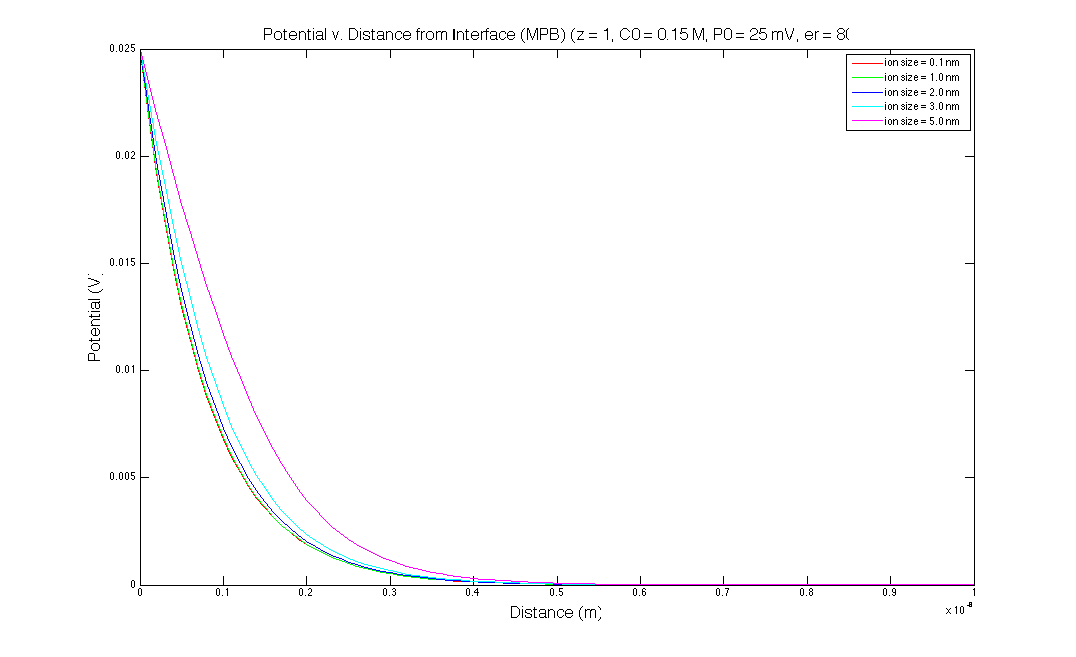 Potential v. Distance from Interface (MPB) (z = 1, C0 = 0.15 M, P0 = 25 mV, er = 80
ion size = 0.1 nm
ion size = 1.0 nm
ion size = 2.0 nm
ion size = 3.0 nm
ion size = 5.0 nm
0.025
0.02
0.015
0.01
0.005
0
Potential (V)
0 0.1 0.2 0.3 0.4 0.5 0.6 0.7 0.8 0.9 1
x 10
Distance (m)